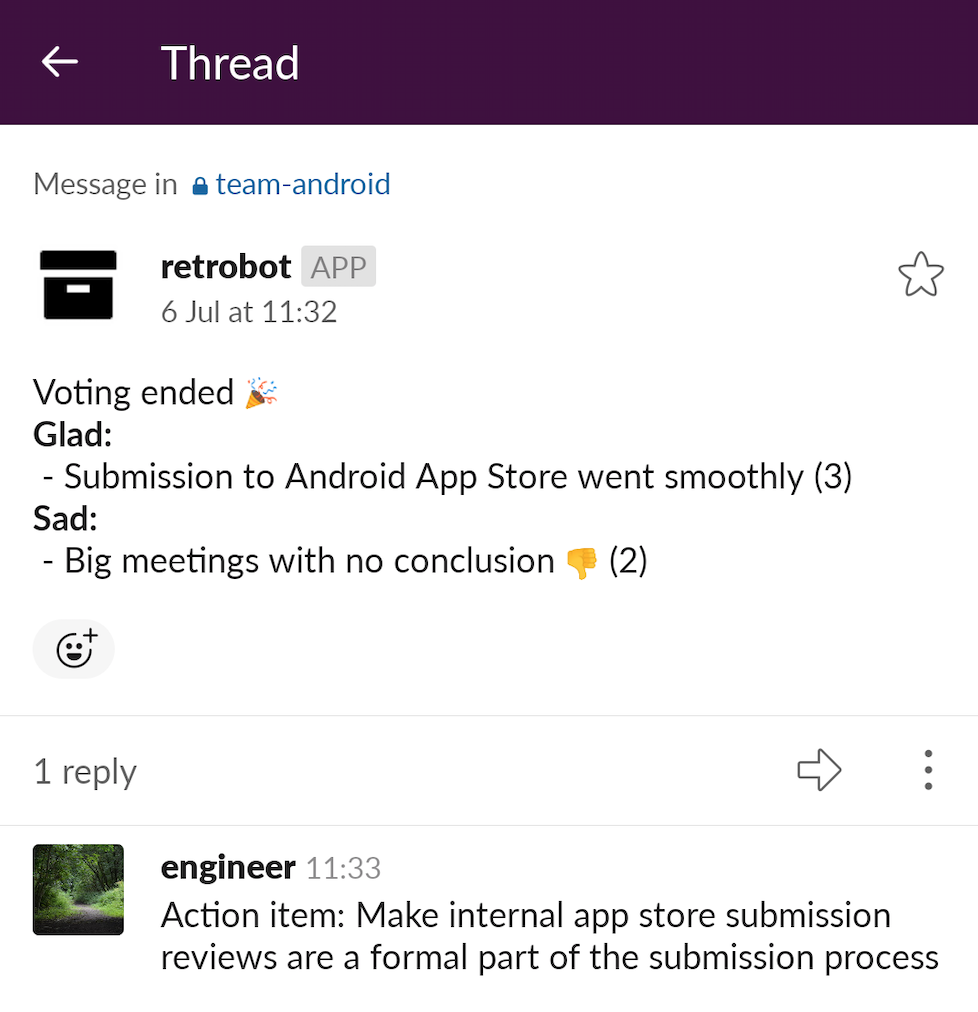 Thread
Message in team-android
retrobot APP
6 Jul at 11:32
Voting ended 🎉
Glad:
- Submission to Android App Store went smoothly (3)
Sad:
- Big meetings with no conclusion 👎 (2)
1 reply
engineer 11:33
Action item: Make internal app store submission
reviews are a formal part of the submission process